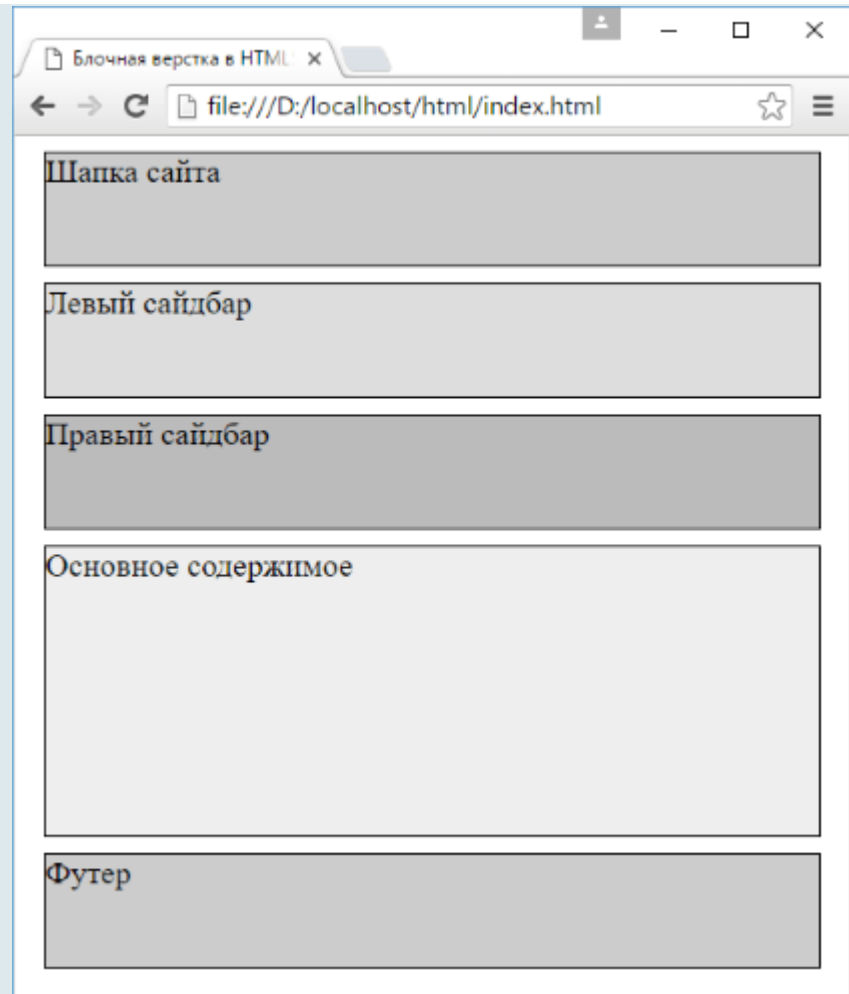 Блочная верстка в HTML
file:///D:/localhost/html/index.html
Шапка сайта
Левый сайдбар
Правый сайдбар
Основное содержимое
Футер